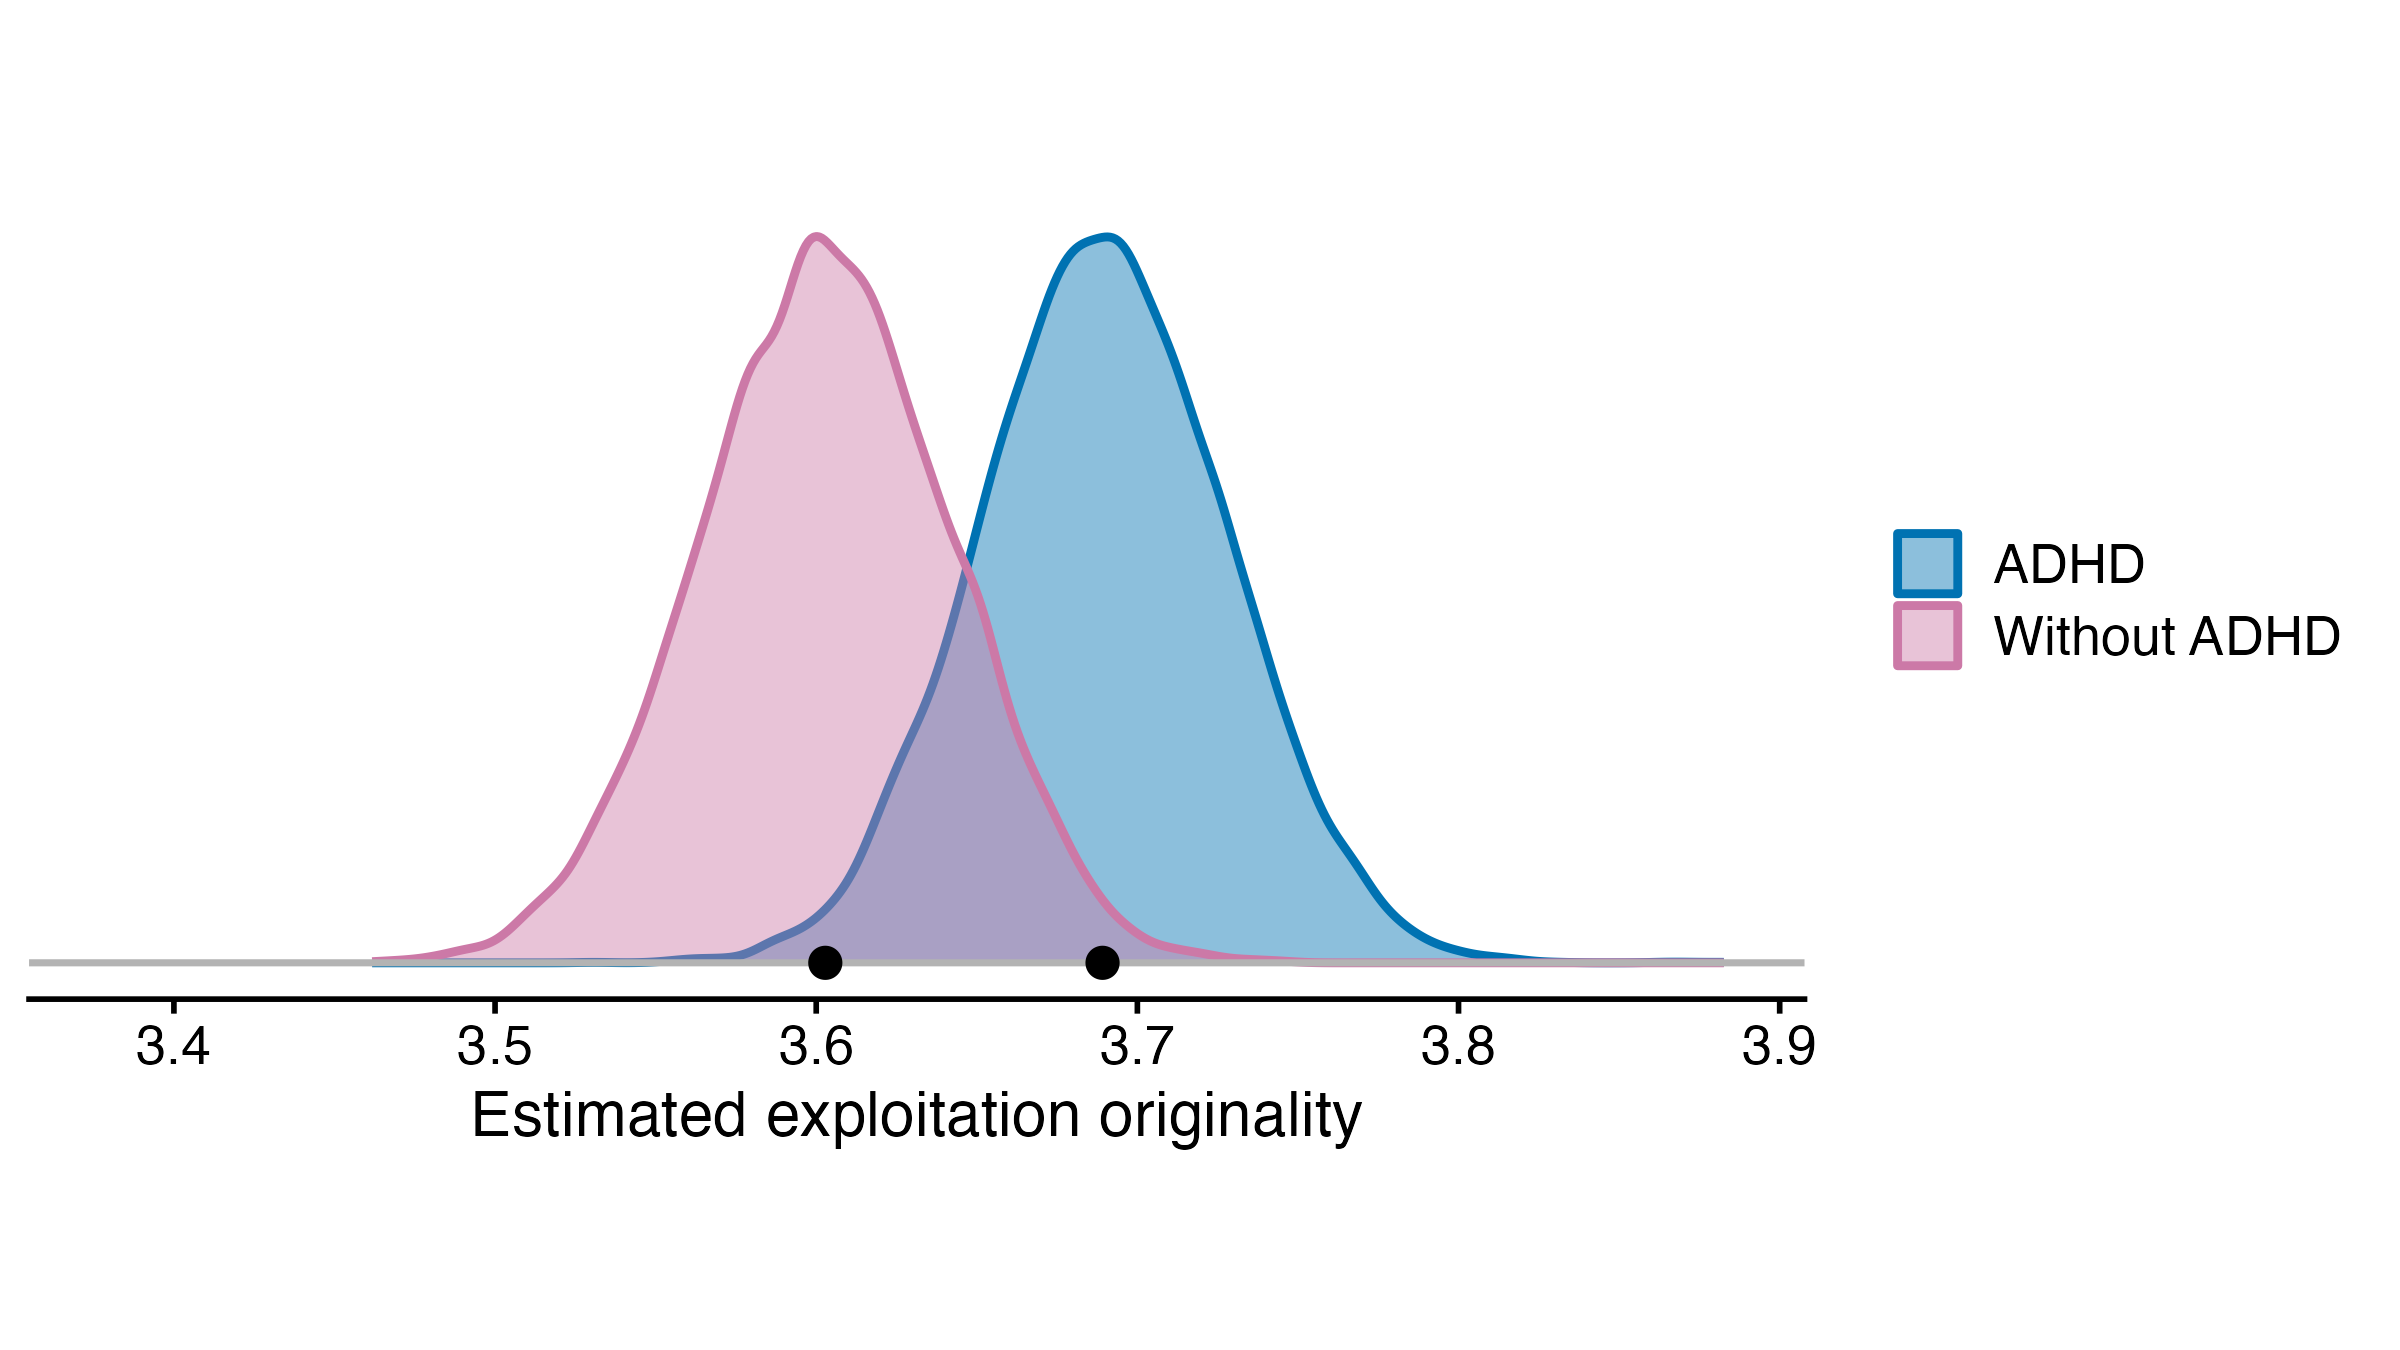 ADHD
Without ADHD
3.4 3.5 3.6 3.7 3.8 3.9
Estimated exploitation originality